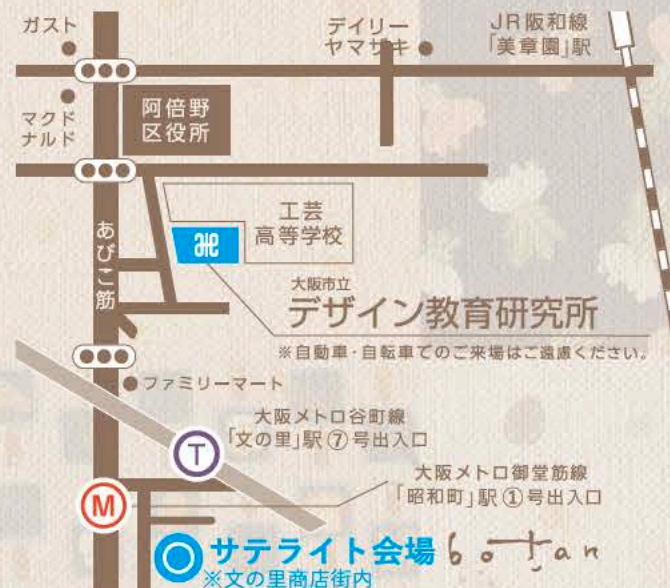 ガスト
デイリー
ヤマザキ
JR阪和線
「美章園」駅
マクド
ナルド
阿倍野
区役所
あびこ筋
工芸
高等学校
大阪市立
デザイン教育研究所
※自動車・自転車でのご来場はご遠慮ください。
ファミリーマート
大阪メトロ谷町線
「文の里」駅⑦号出入口
T
大阪メトロ御堂筋線
「昭和町」駅①号出入口
M
サテライト会場 botan
※文の里商店街内